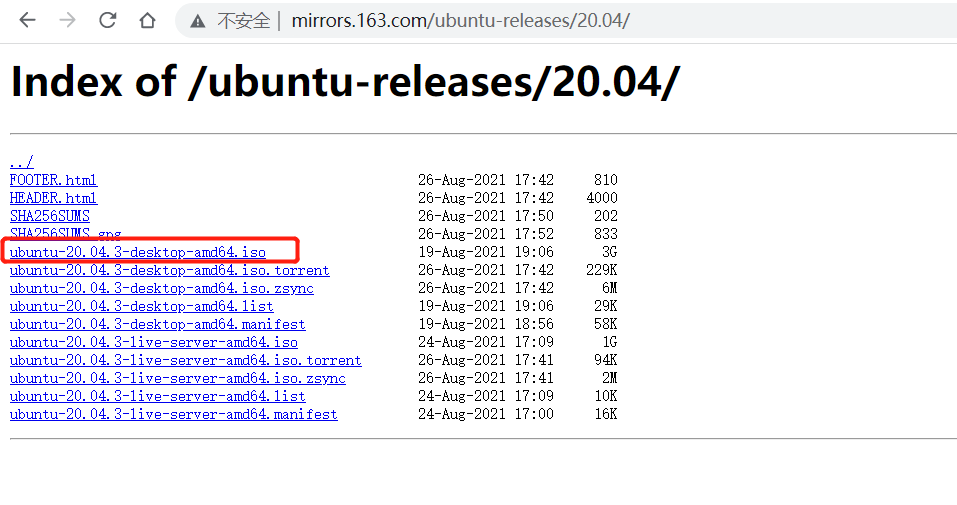 不安全 | mirrors.163.com/ubuntu-releases/20.04/
Index of /ubuntu-releases/20.04/
../
FOOTER.html 26-Aug-2021 17:42 810
HEADER.html 26-Aug-2021 17:42 4000
SHA256SUMS 26-Aug-2021 17:50 202
SHA256SUMS.gpg 26-Aug-2021 17:52 833
ubuntu-20.04.3-desktop-amd64.iso 19-Aug-2021 19:06 3G
ubuntu-20.04.3-desktop-amd64.iso.torrent 26-Aug-2021 17:42 229K
ubuntu-20.04.3-desktop-amd64.iso.zsync 26-Aug-2021 17:42 6M
ubuntu-20.04.3-desktop-amd64.list 19-Aug-2021 19:06 29K
ubuntu-20.04.3-desktop-amd64.manifest 19-Aug-2021 18:56 58K
ubuntu-20.04.3-live-server-amd64.iso 24-Aug-2021 17:09 1G
ubuntu-20.04.3-live-server-amd64.iso.torrent 26-Aug-2021 17:41 94K
ubuntu-20.04.3-live-server-amd64.iso.zsync 26-Aug-2021 17:41 2M
ubuntu-20.04.3-live-server-amd64.list 24-Aug-2021 17:09 10K
ubuntu-20.04.3-live-server-amd64.manifest 24-Aug-2021 17:00 16K